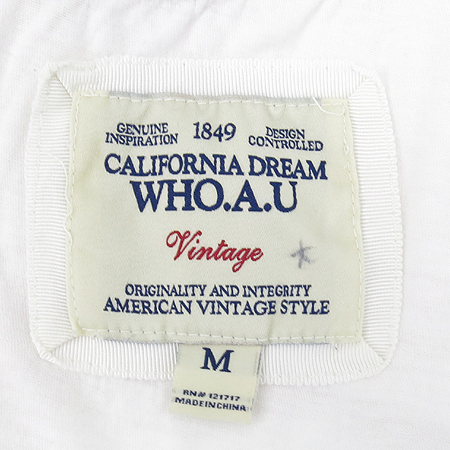 GENUINE INSPIRATION 1849 DESIGN CONTROLLED
CALIFORNIA DREAM
WHO.A.U
Vintage
ORIGINALITY AND INTEGRITY
AMERICAN VINTAGE STYLE
M
RN# 121717
MADE IN CHINA